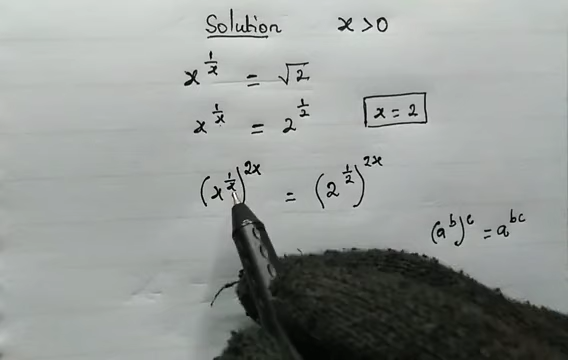 Solution x > 0
x^(1/x) = √2
x^(1/x) = 2^(1/2) x = 2
(x^(1/x))^(2x) = (2^(1/2))^(2x)
(a^b)^c = a^(bc)